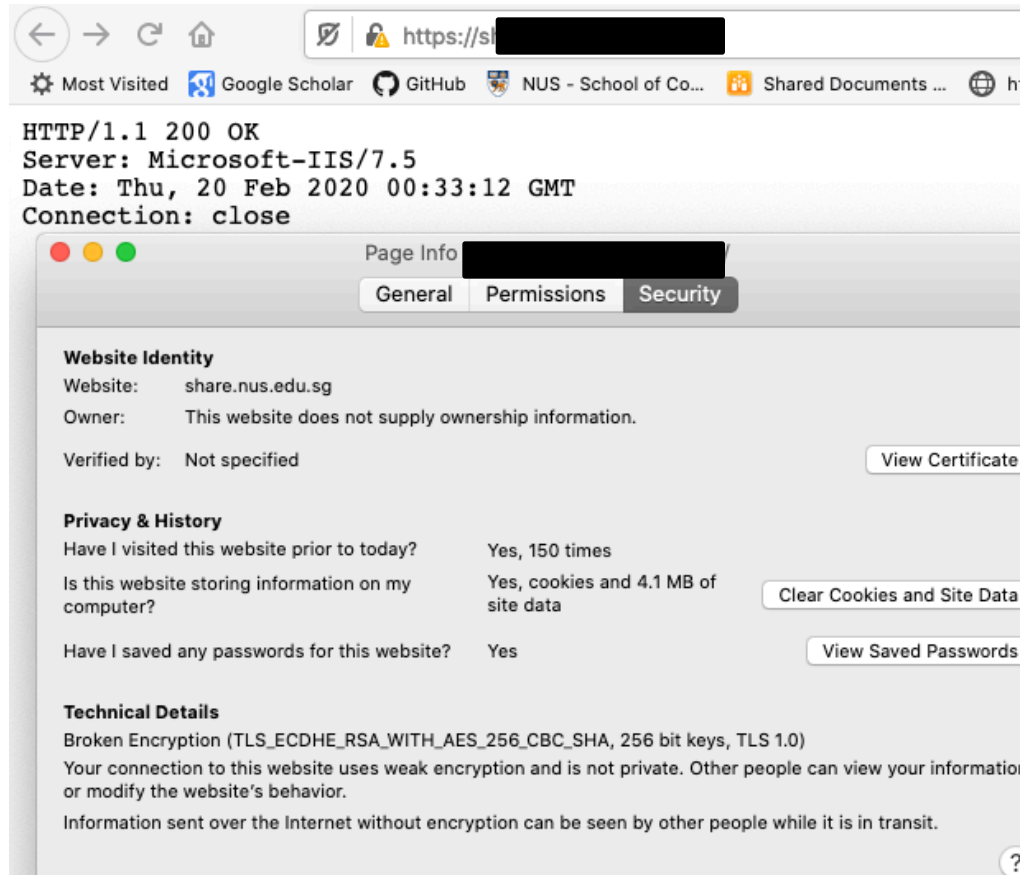 https://s
Most Visited Google Scholar GitHub NUS - School of Co... Shared Documents ...
HTTP/1.1 200 OK
Server: Microsoft-IIS/7.5
Date: Thu, 20 Feb 2020 00:33:12 GMT
Connection: close
Page Info /
General Permissions Security
Website Identity
Website: share.nus.edu.sg
Owner: This website does not supply ownership information.
Verified by: Not specified View Certificate
Privacy & History
Have I visited this website prior to today? Yes, 150 times
Is this website storing information on my Yes, cookies and 4.1 MB of
computer? site data Clear Cookies and Site Data
Have I saved any passwords for this website? Yes View Saved Passwords
Technical Details
Broken Encryption (TLS_ECDHE_RSA_WITH_AES_256_CBC_SHA, 256 bit keys, TLS 1.0)
Your connection to this website uses weak encryption and is not private. Other people can view your information
or modify the website's behavior.
Information sent over the Internet without encryption can be seen by other people while it is in transit.
?